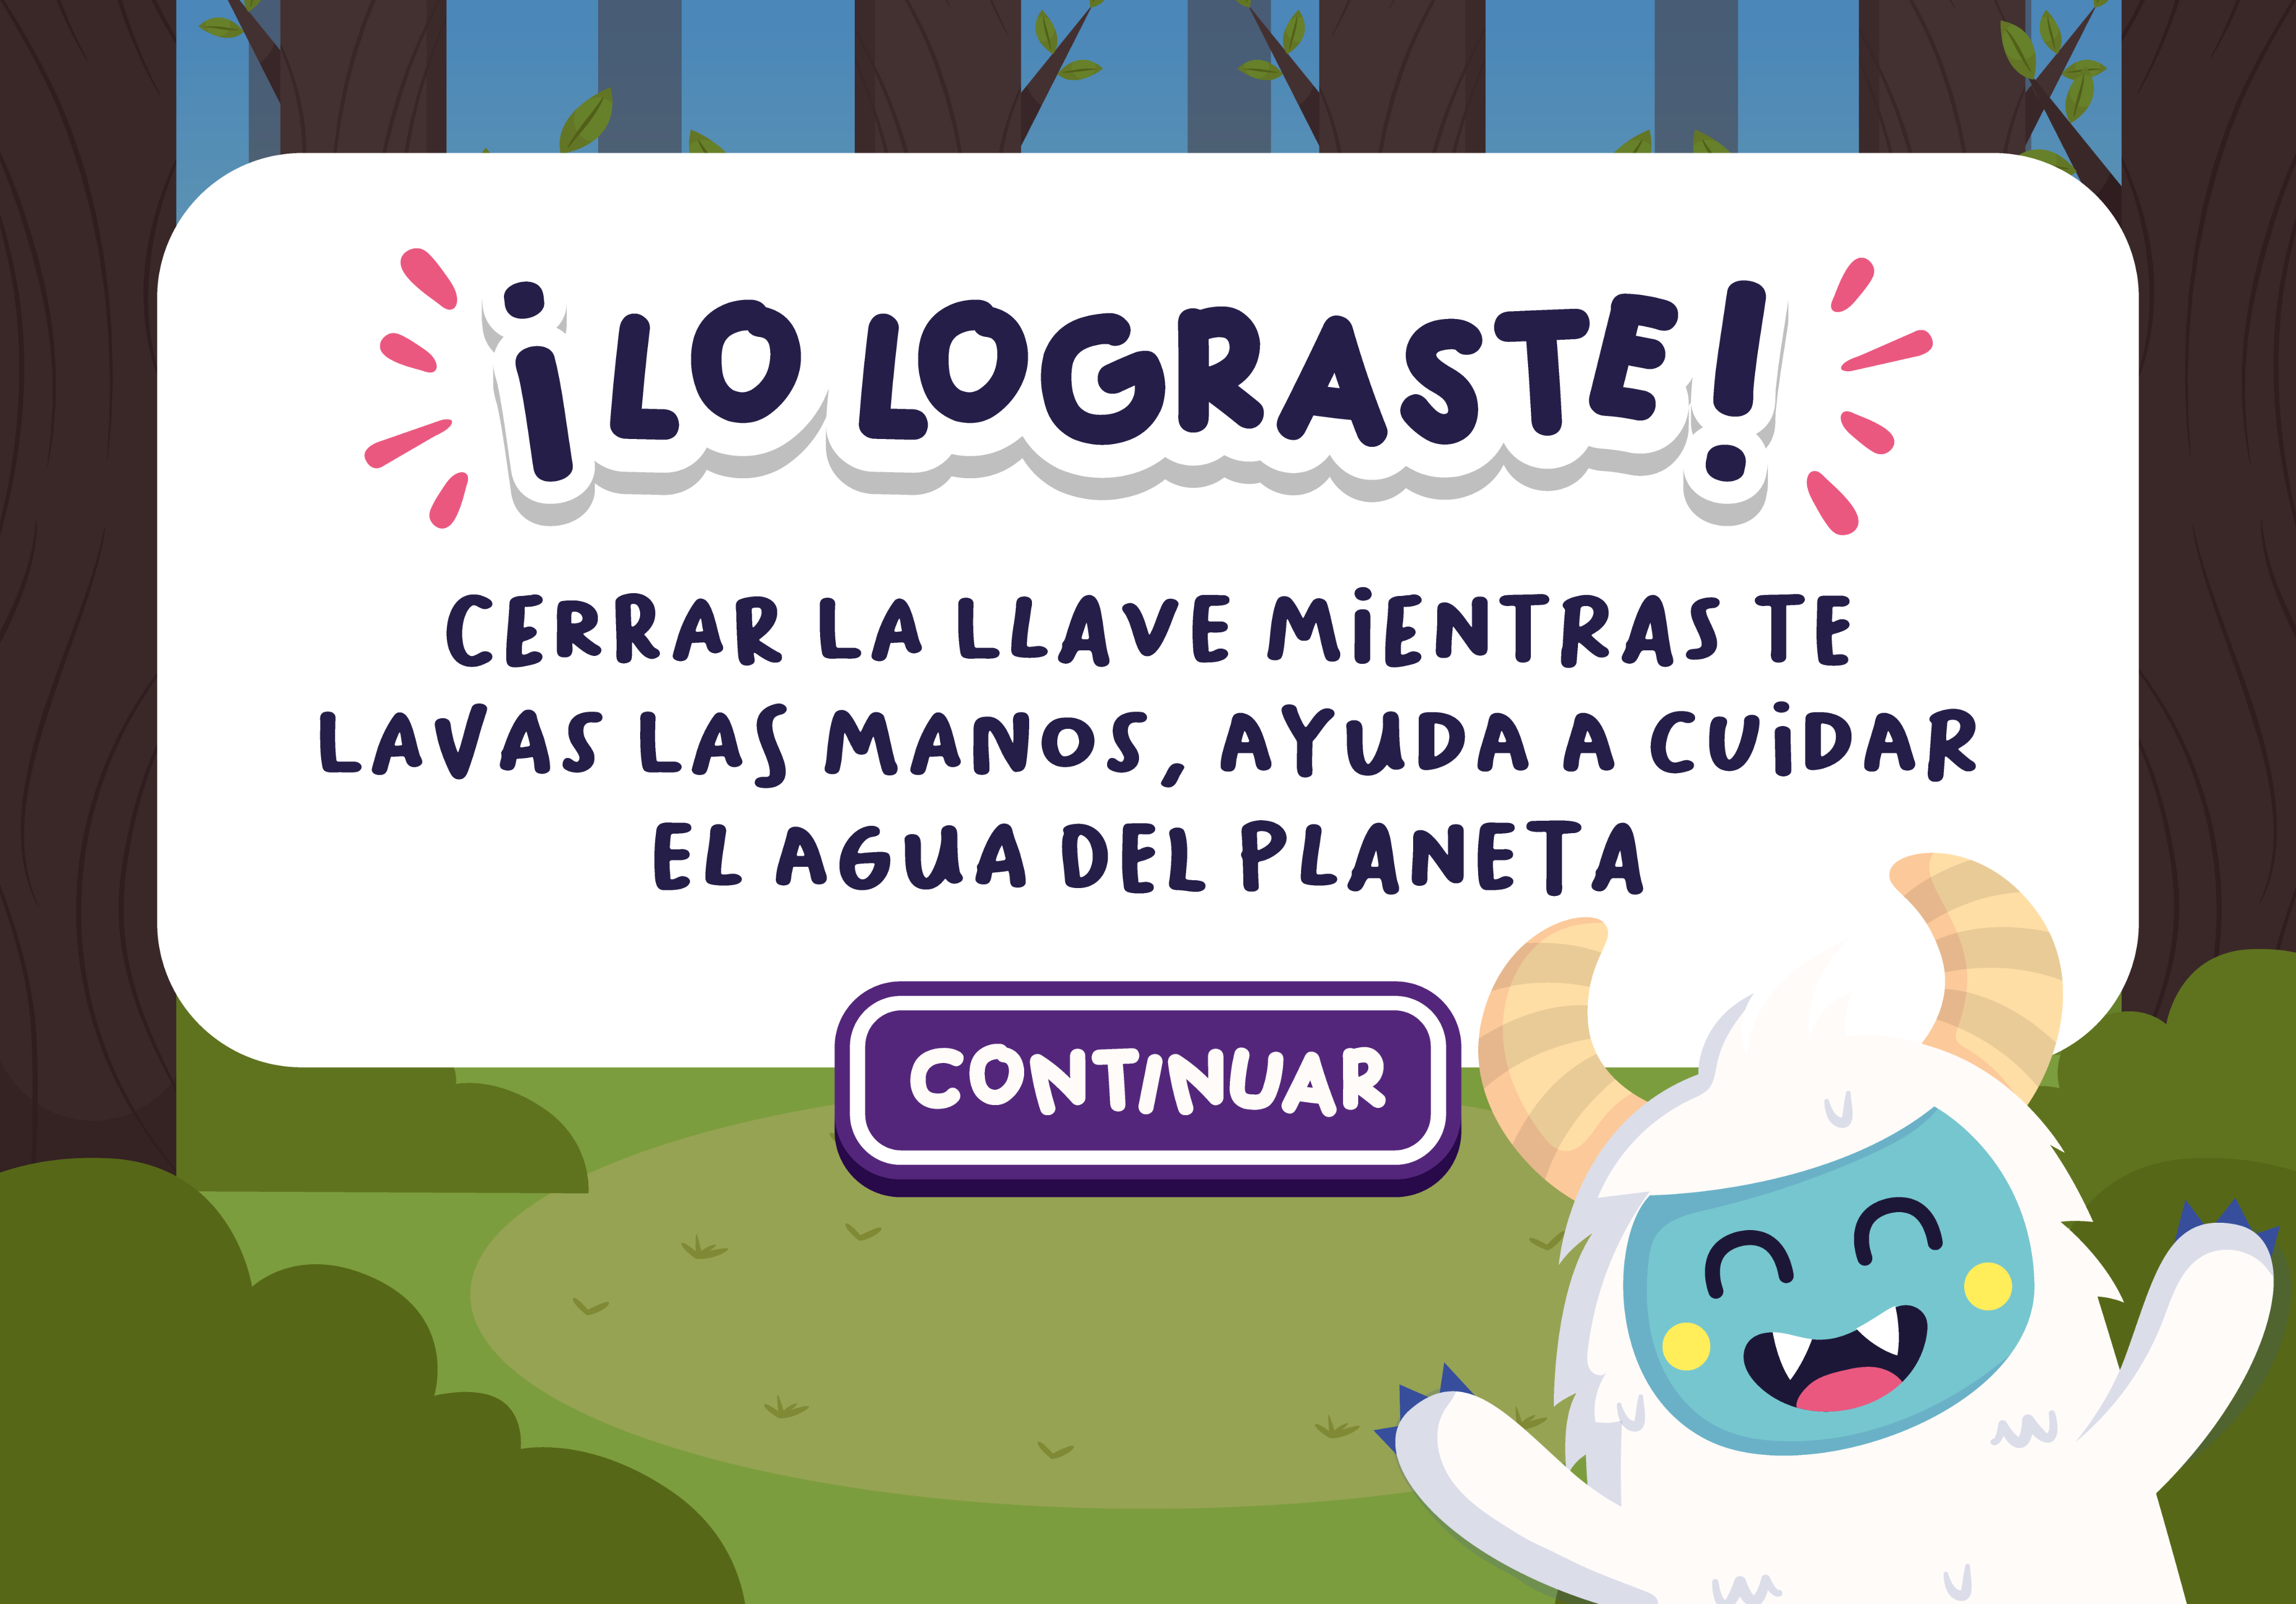 ¡LO LOGRASTE!
CERRAR LA LLAVE MIENTRAS TE
LAVAS LAS MANOS, AYUDA A CUIDAR
EL AGUA DEL PLANETA
CONTINUAR